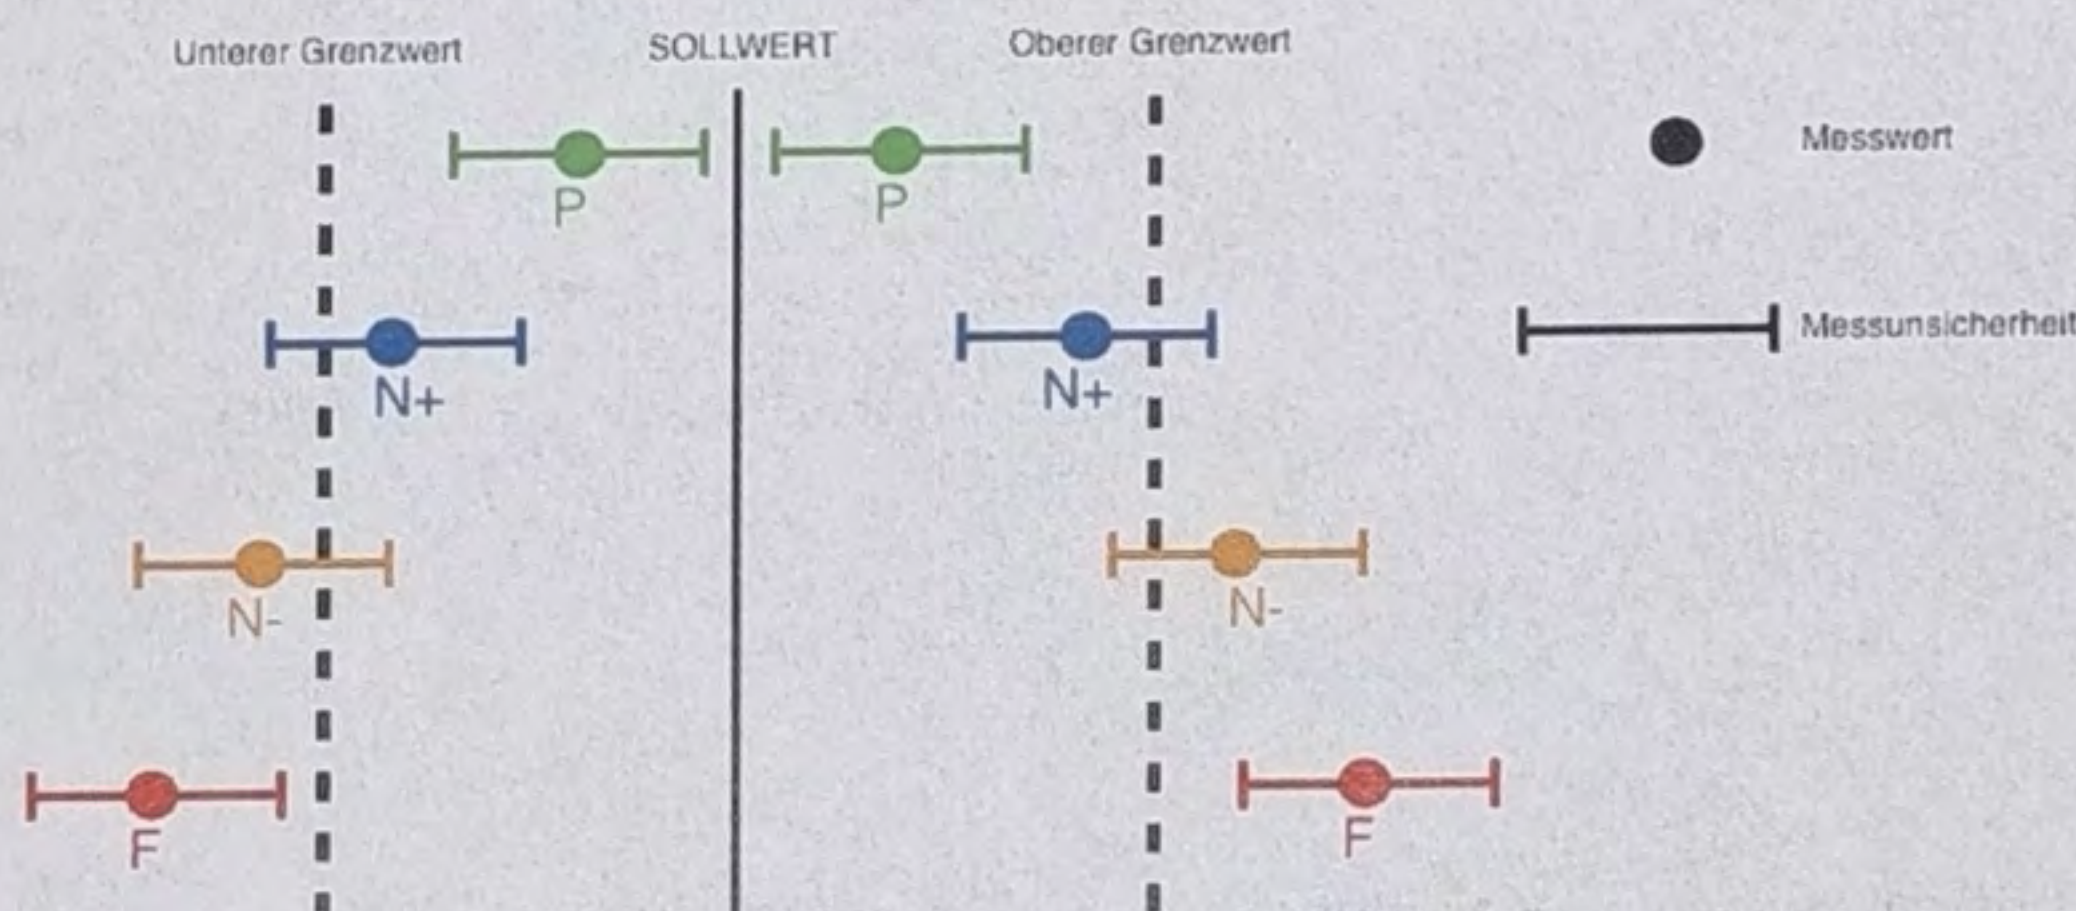 Unterer Grenzwert
SOLLWERT
Oberer Grenzwert
Messwert
P
P
Messunsicherheit
N+
N+
N-
N-
F
F